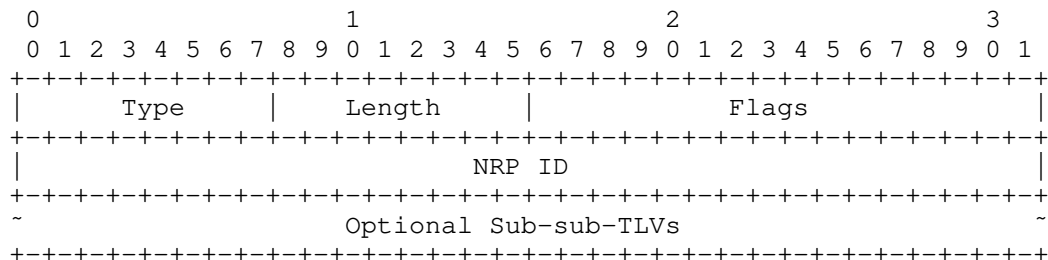 0                   1                   2                   3
 0 1 2 3 4 5 6 7 8 9 0 1 2 3 4 5 6 7 8 9 0 1 2 3 4 5 6 7 8 9 0 1
+-+-+-+-+-+-+-+-+-+-+-+-+-+-+-+-+-+-+-+-+-+-+-+-+-+-+-+-+-+-+-+-+
|      Type     |    Length     |             Flags             |
+-+-+-+-+-+-+-+-+-+-+-+-+-+-+-+-+-+-+-+-+-+-+-+-+-+-+-+-+-+-+-+-+
|                            NRP ID                             |
+-+-+-+-+-+-+-+-+-+-+-+-+-+-+-+-+-+-+-+-+-+-+-+-+-+-+-+-+-+-+-+-+
~                    Optional Sub-sub-TLVs                      ~
+-+-+-+-+-+-+-+-+-+-+-+-+-+-+-+-+-+-+-+-+-+-+-+-+-+-+-+-+-+-+-+-+